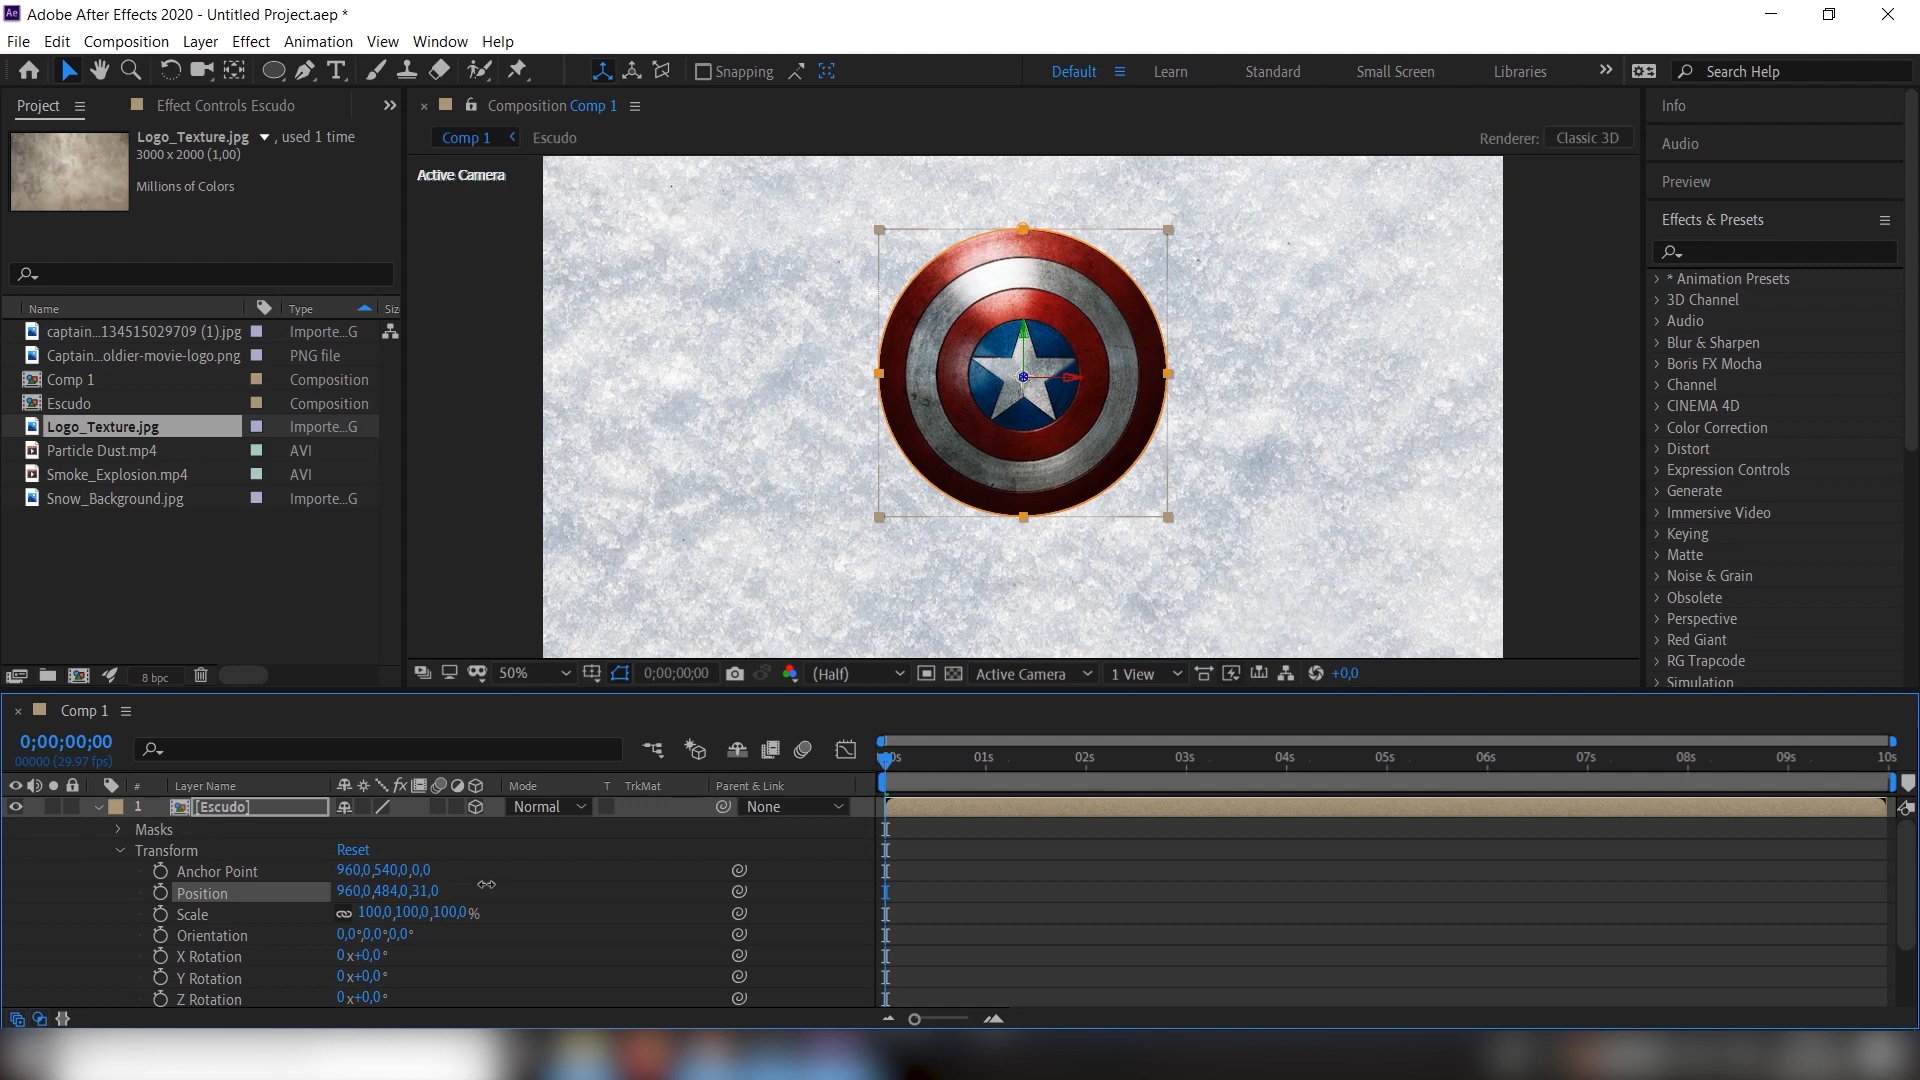 Ae Adobe After Effects 2020 - Untitled Project.aep *
File Edit Composition Layer Effect Animation View Window Help
Snapping Default Learn Standard Small Screen Libraries Search Help
Project Effect Controls Escudo
Logo_Texture.jpg , used 1 time
3000 x 2000 (1,00)
Millions of Colors
Name Type Siz
captain...134515029709 (1).jpg Importe...G
Captain...oldier-movie-logo.png PNG file
Comp 1 Composition
Escudo Composition
Logo_Texture.jpg Importe...G
Particle Dust.mp4 AVI
Smoke_Explosion.mp4 AVI
Snow_Background.jpg Importe...G
8 bpc
Composition Comp 1
Comp 1 Escudo Renderer: Classic 3D
Active Camera
50% 0;00;00;00 (Half) Active Camera 1 View +0,0
Info
Audio
Preview
Effects & Presets
* Animation Presets
3D Channel
Audio
Blur & Sharpen
Boris FX Mocha
Channel
CINEMA 4D
Color Correction
Distort
Expression Controls
Generate
Immersive Video
Keying
Matte
Noise & Grain
Obsolete
Perspective
Red Giant
RG Trapcode
Simulation
Comp 1
0;00;00;00
00000 (29.97 fps)
00s 01s 02s 03s 04s 05s 06s 07s 08s 09s 10s
# Layer Name fx Mode T TrkMat Parent & Link
1 [Escudo] Normal None
Masks
Transform Reset
Anchor Point 960,0,540,0,0,0
Position 960,0,484,0,31,0
Scale 100,0,100,0,100,0%
Orientation 0,0°,0,0°,0,0°
X Rotation 0x+0,0°
Y Rotation 0x+0,0°
Z Rotation 0x+0,0°